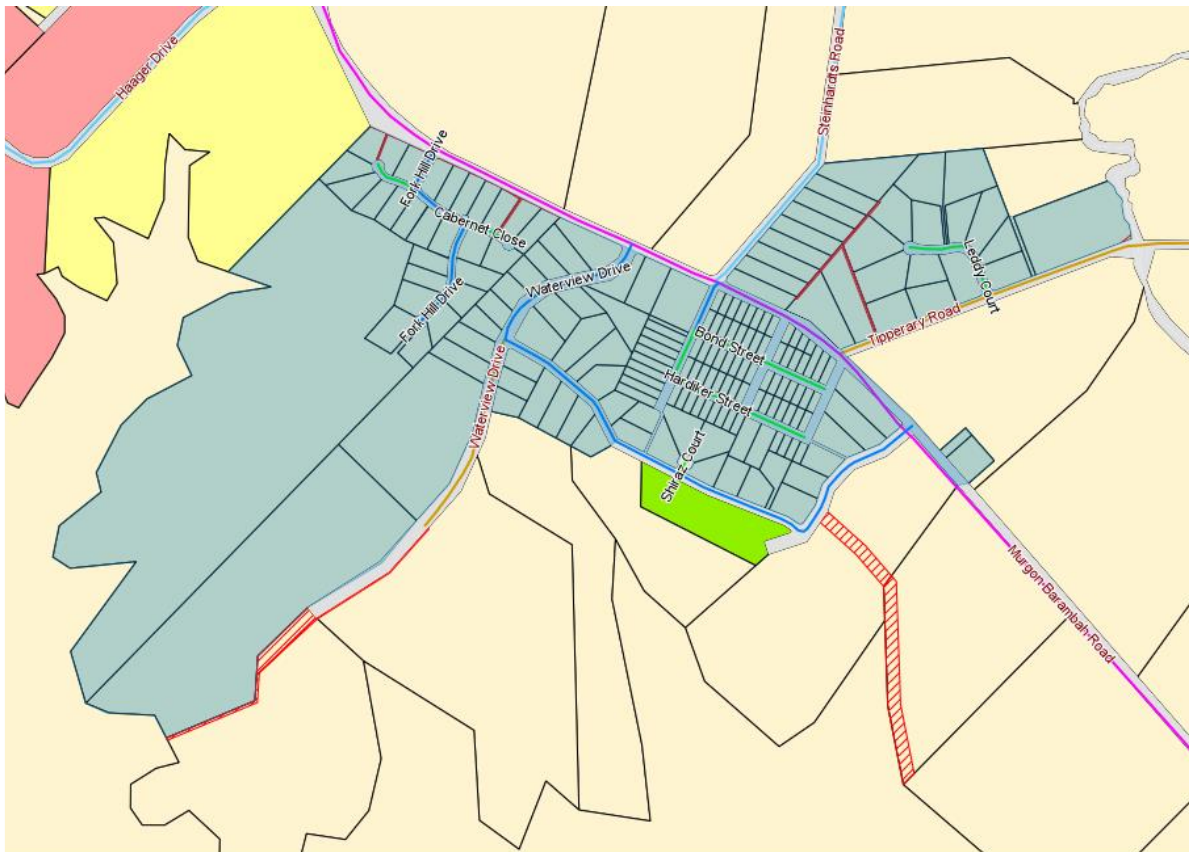 Haager Drive
Steinhardts Road
Fork Hill Drive
Cabernet Close
Leddy Court
Waterview Drive
Fork Hill Drive
Tipperary Road
Bond Street
Waterview Drive
Hardiker Street
Shiraz Court
Murgon-Barambah-Road